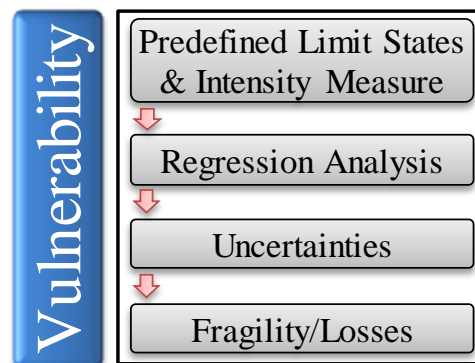 Vulnerability
Predefined Limit States
& Intensity Measure
Regression Analysis
Uncertainties
Fragility/Losses